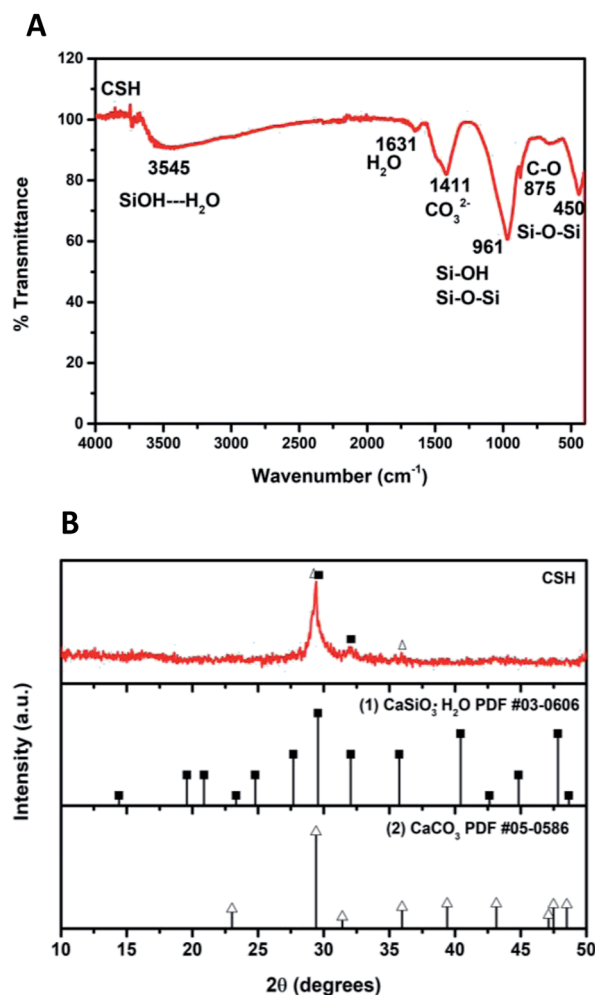 A
120
100
80
60
40
20
0
% Transmittance
CSH
3545
SiOH---H₂O
1631
H₂O
1411
CO₃²⁻
961
Si-OH
Si-O-Si
C-O
875
450
Si-O-Si
4000 3500 3000 2500 2000 1500 1000 500
Wavenumber (cm⁻¹)
B
CSH
Intensity (a.u.)
(1) CaSiO₃·H₂O PDF #03-0606
(2) CaCO₃ PDF #05-0586
10 15 20 25 30 35 40 45 50
2θ (degrees)